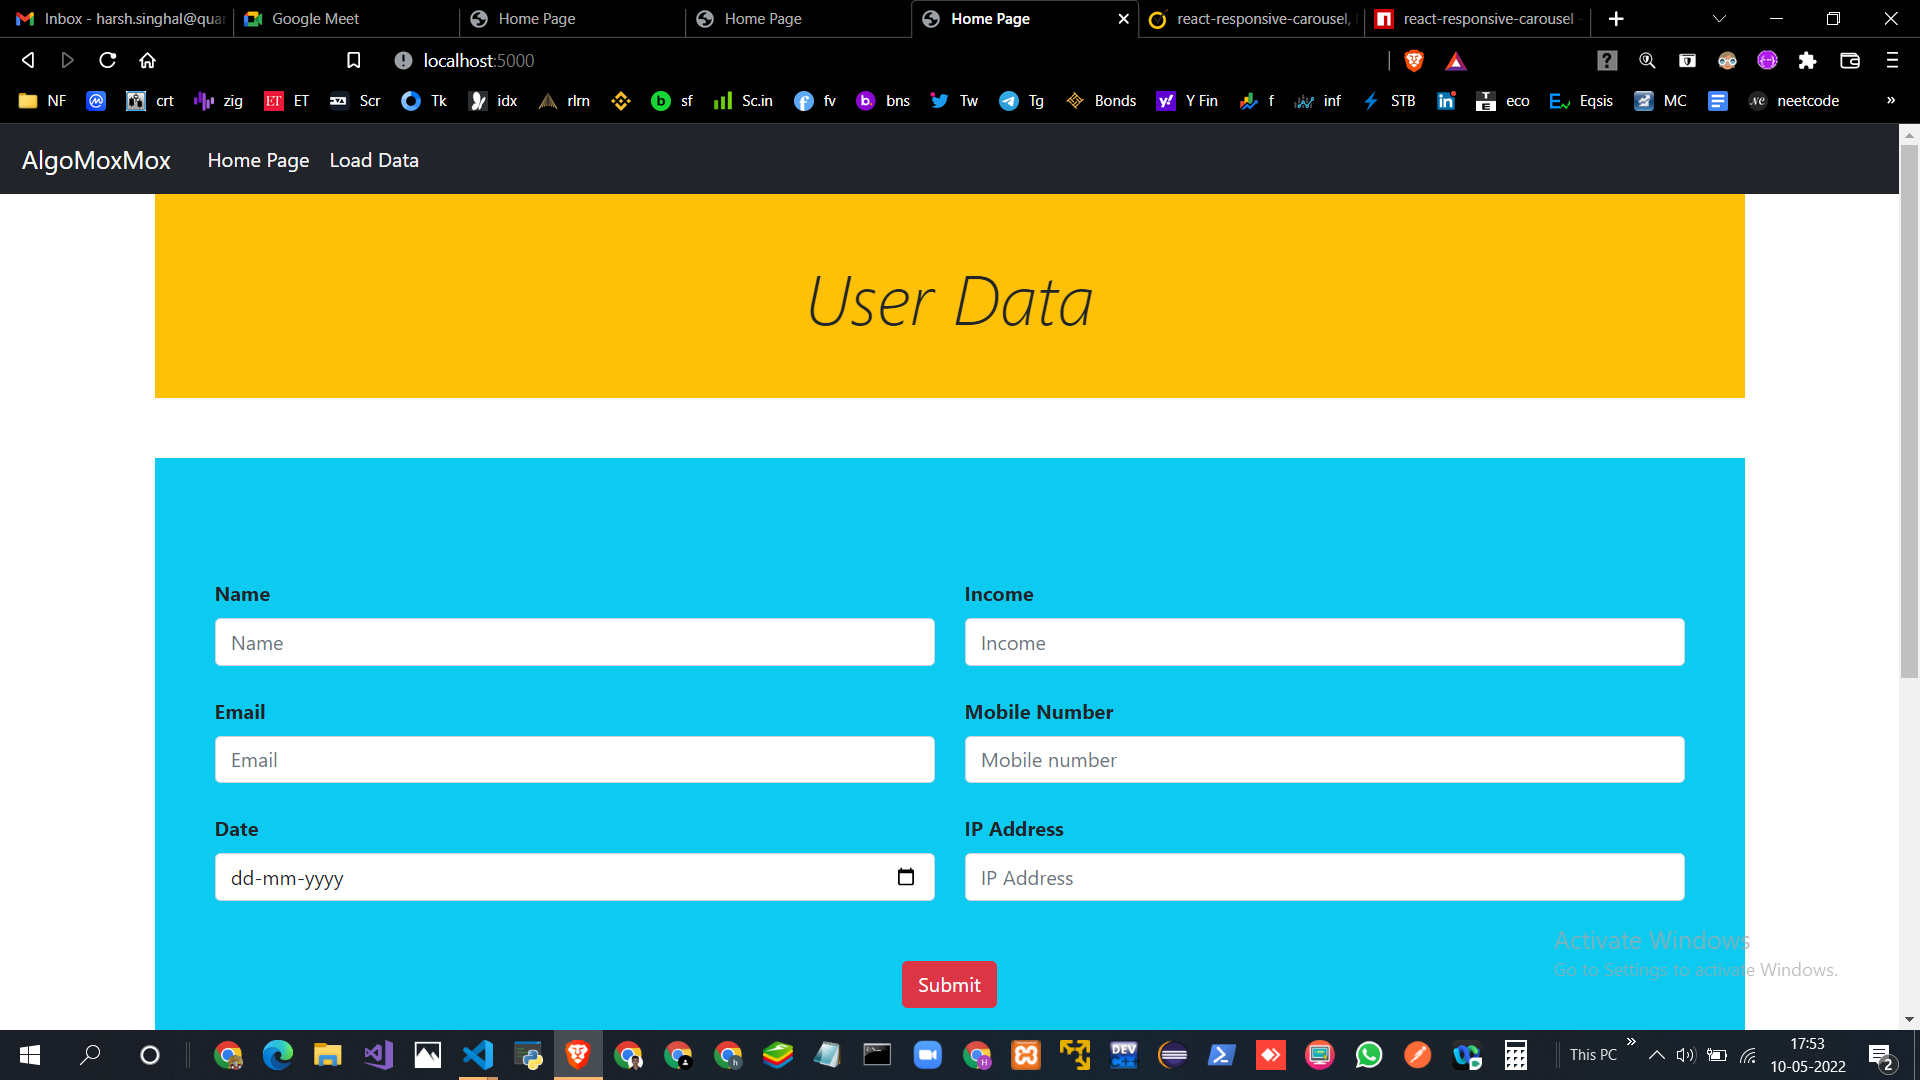 Inbox - harsh.singhal@quar
Google Meet
Home Page
Home Page
Home Page
react-responsive-carousel,
react-responsive-carousel
localhost:5000
NF crt zig ET ET Scr Tk idx rlrn sf Sc.in fv bns Tw Tg Bonds Y Fin f inf STB in eco Eqsis MC neetcode »
AlgoMoxMox Home Page Load Data
User Data
Name Income
Name Income
Email Mobile Number
Email Mobile number
Date IP Address
dd-mm-yyyy IP Address
Submit
Activate Windows
Go to Settings to activate Windows.
DEV
This PC
17:53
10-05-2022
2